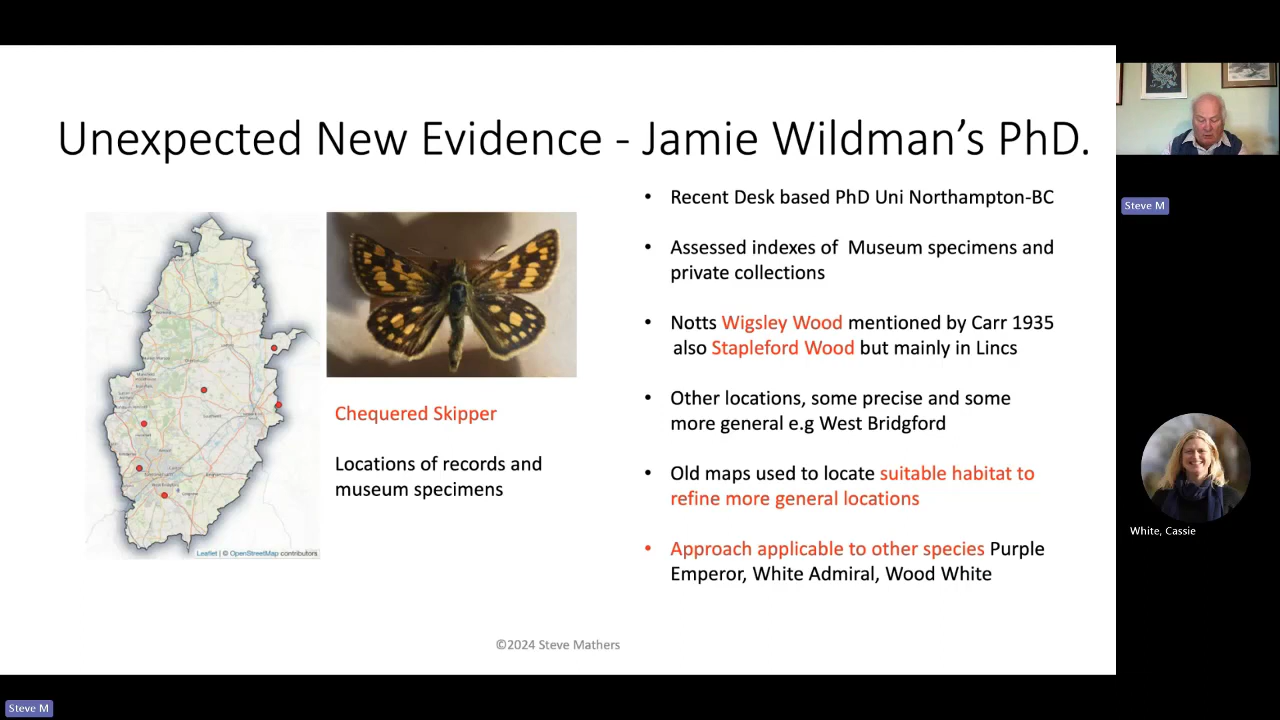 Unexpected New Evidence - Jamie Wildman's PhD.
• Recent Desk based PhD Uni Northampton-BC
• Assessed indexes of Museum specimens and
private collections
• Notts Wigsley Wood mentioned by Carr 1935
also Stapleford Wood but mainly in Lincs
• Other locations, some precise and some
more general e.g West Bridgford
• Old maps used to locate suitable habitat to
refine more general locations
• Approach applicable to other species Purple
Emperor, White Admiral, Wood White
Chequered Skipper
Locations of records and
museum specimens
Leaflet | © OpenStreetMap contributors
©2024 Steve Mathers
Steve M
White, Cassie
Steve M